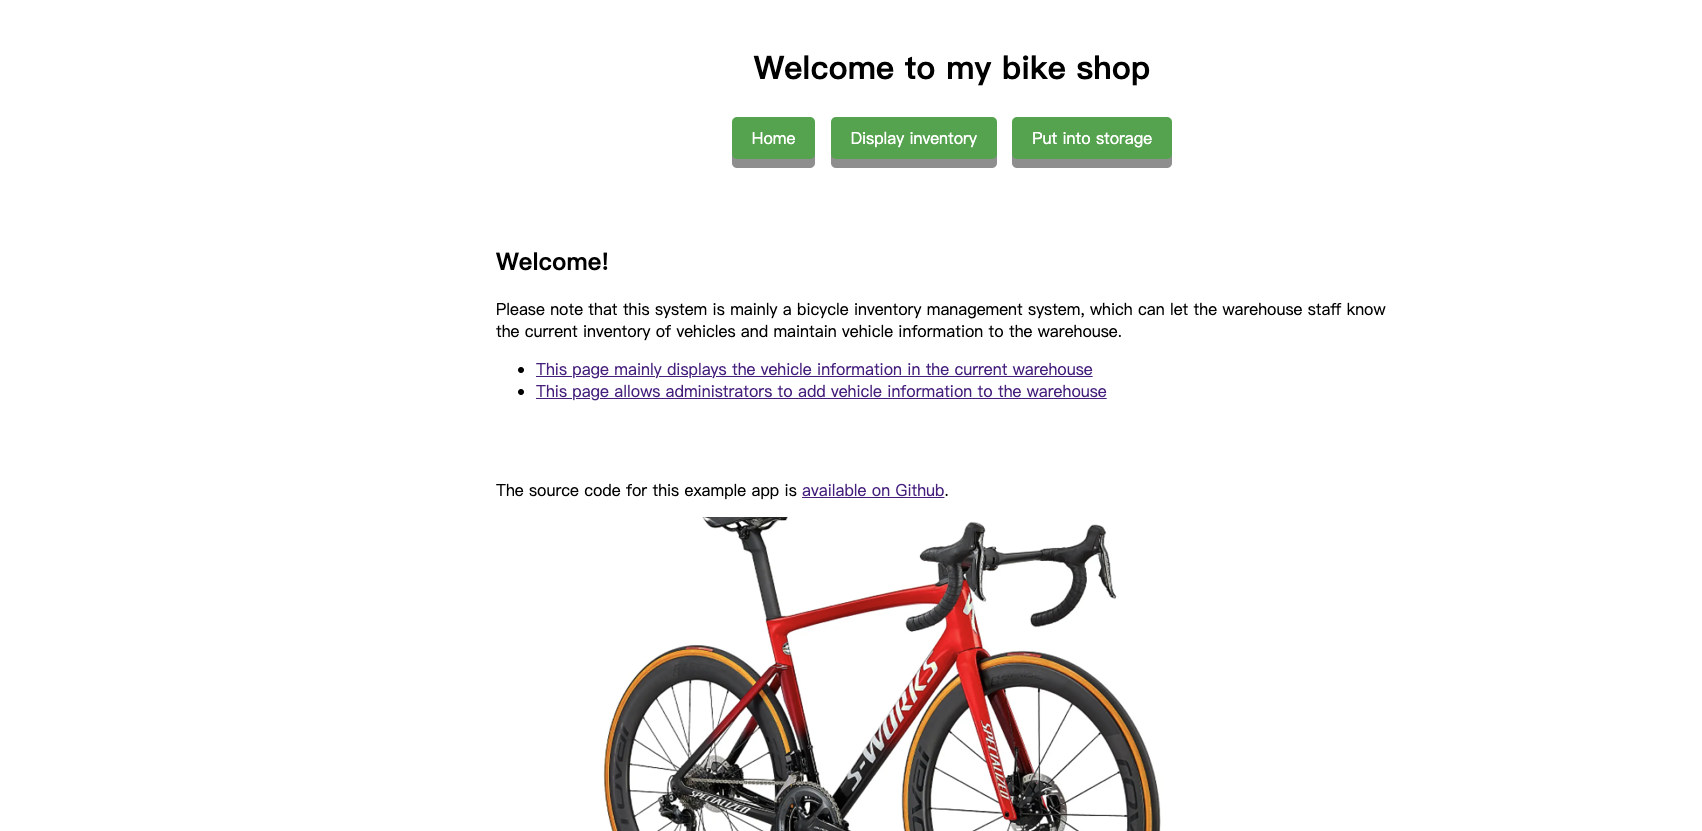 Welcome to my bike shop
Home
Display inventory
Put into storage
Welcome!
Please note that this system is mainly a bicycle inventory management system, which can let the warehouse staff know
the current inventory of vehicles and maintain vehicle information to the warehouse.
This page mainly displays the vehicle information in the current warehouse
This page allows administrators to add vehicle information to the warehouse
The source code for this example app is available on Github.
S-WORKS
SPECIALIZED
SPECIALIZED